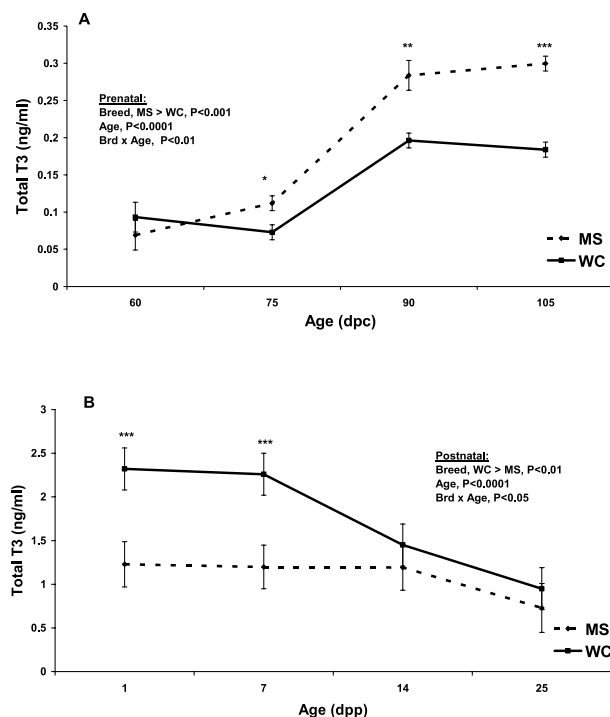 A
Total T3 (ng/ml)
0.35
0.3
0.25
0.2
0.15
0.1
0.05
0
Prenatal:
Breed, MS > WC, P<0.001
Age, P<0.0001
Brd x Age, P<0.01
*
**
***
MS
WC
60 75 90 105
Age (dpc)
B
Total T3 (ng/ml)
3
2.5
2
1.5
1
0.5
0
***
***
Postnatal:
Breed, WC > MS, P<0.01
Age, P<0.0001
Brd x Age, P<0.05
MS
WC
1 7 14 25
Age (dpp)